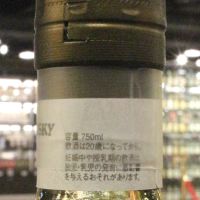 SKY
容量 750ml
飲酒は20歳になってから。
妊娠中や授乳期の飲酒は
胎児・乳児の発育に悪影響
を与えるおそれがあります。